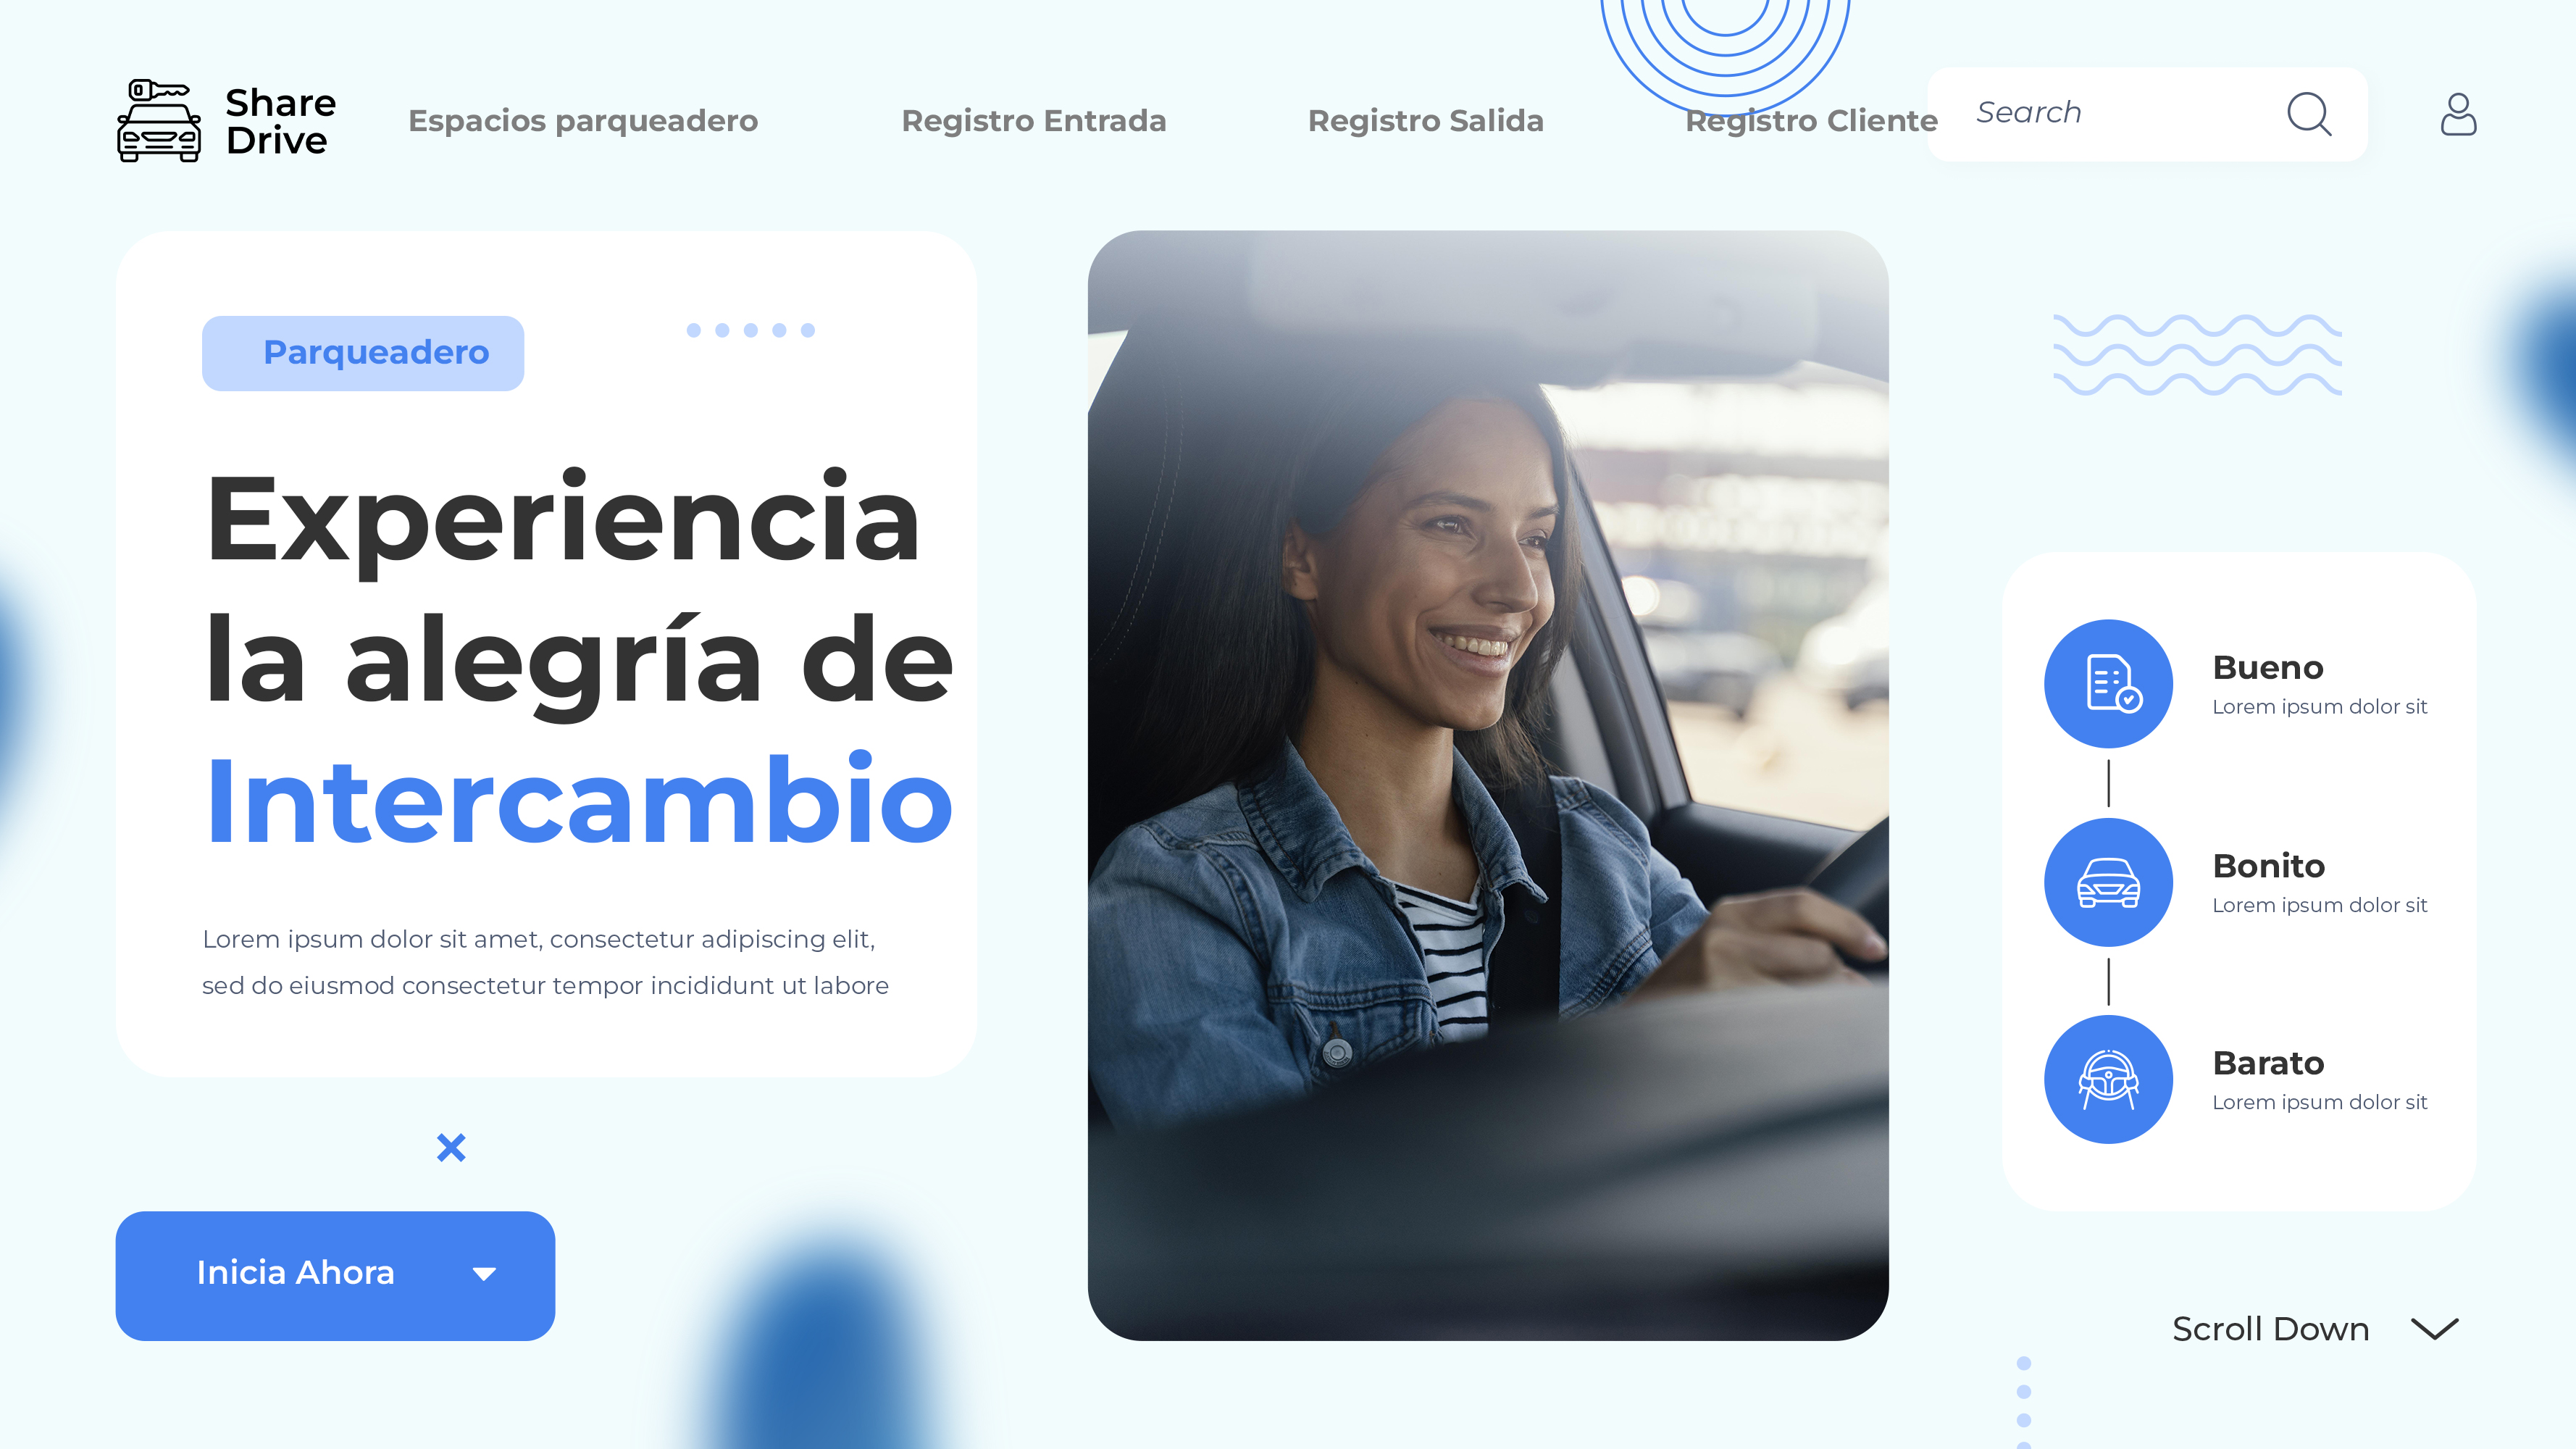 Share
Drive
Espacios parqueadero
Registro Entrada
Registro Salida
Registro Cliente
Search
Parqueadero
Experiencia
la alegría de
Intercambio
Lorem ipsum dolor sit amet, consectetur adipiscing elit,
sed do eiusmod consectetur tempor incididunt ut labore
Inicia Ahora
Bueno
Lorem ipsum dolor sit
Bonito
Lorem ipsum dolor sit
Barato
Lorem ipsum dolor sit
Scroll Down